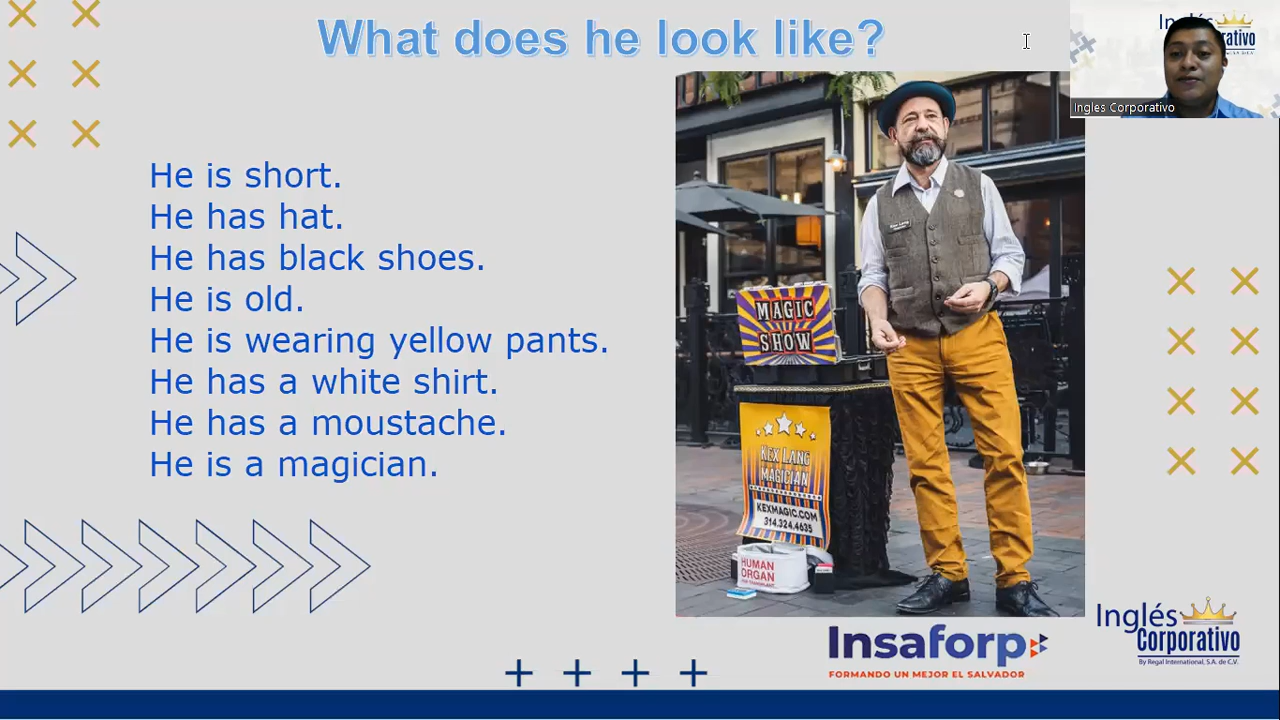 What does he look like?
Inglés
Ingles Corporativo
He is short.
He has hat.
He has black shoes.
He is old.
He is wearing yellow pants.
He has a white shirt.
He has a moustache.
He is a magician.
MAGIC
SHOW
KEX LANG
MAGICIAN
KEXMAGIC.COM
314.324.4635
HUMAN
ORGAN
FOR TRANSPLANT
Inglés
Corporativo
By Regal International, S.A. de C.V.
Insaforp
FORMANDO UN MEJOR EL SALVADOR